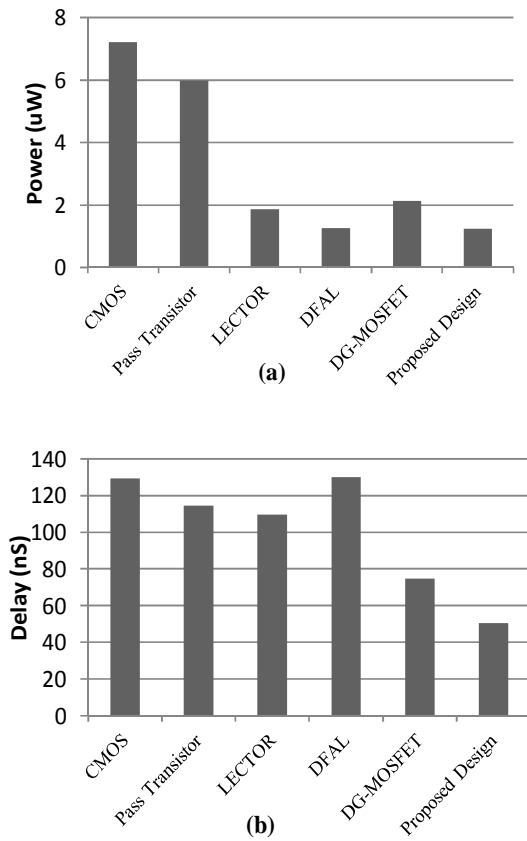 Power (uW)
8
6
4
2
0
CMOS
Pass Transistor
LECTOR
DFAL
DG-MOSFET
Proposed Design
(a)
Delay (nS)
140
120
100
80
60
40
20
0
CMOS
Pass Transistor
LECTOR
DFAL
DG-MOSFET
Proposed Design
(b)